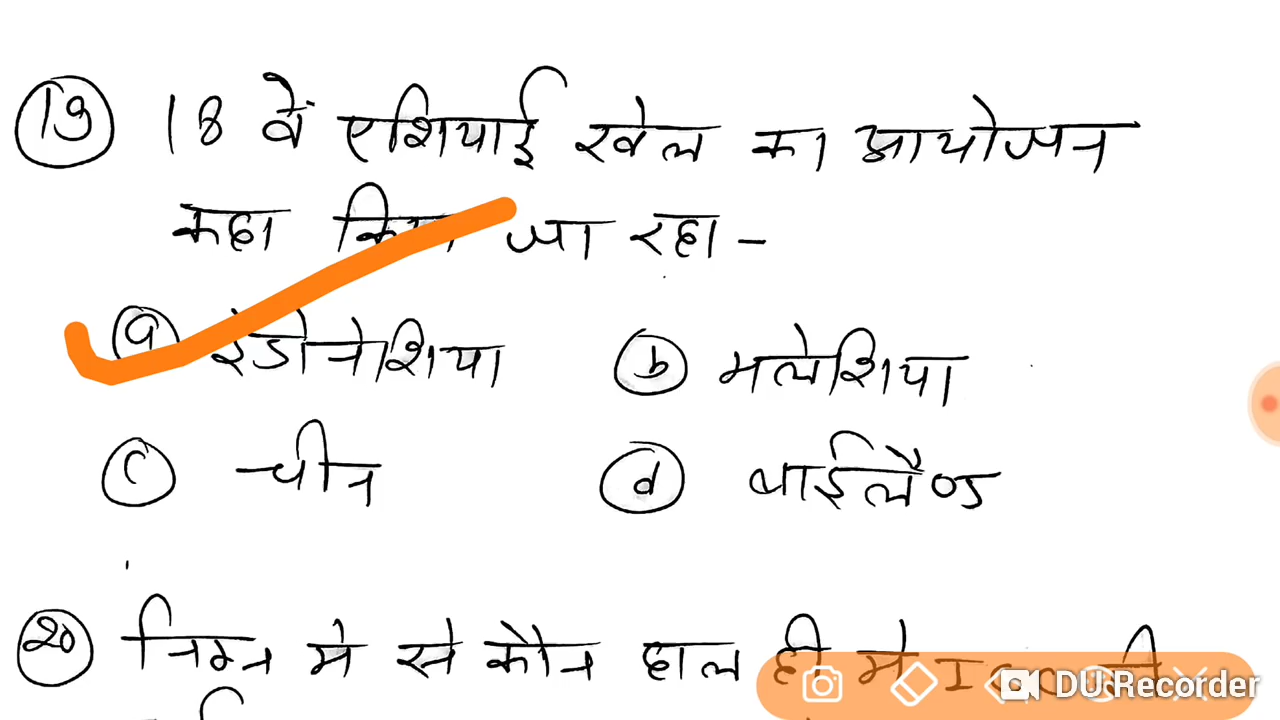 19 18 वें एशियाई खेल का आयोजन
कहा किया जा रहा -
a इंडोनेशिया b मलेशिया
c चीन d थाईलैण्ड
20 निम्न मे से कौन हाल ही मे
DU Recorder